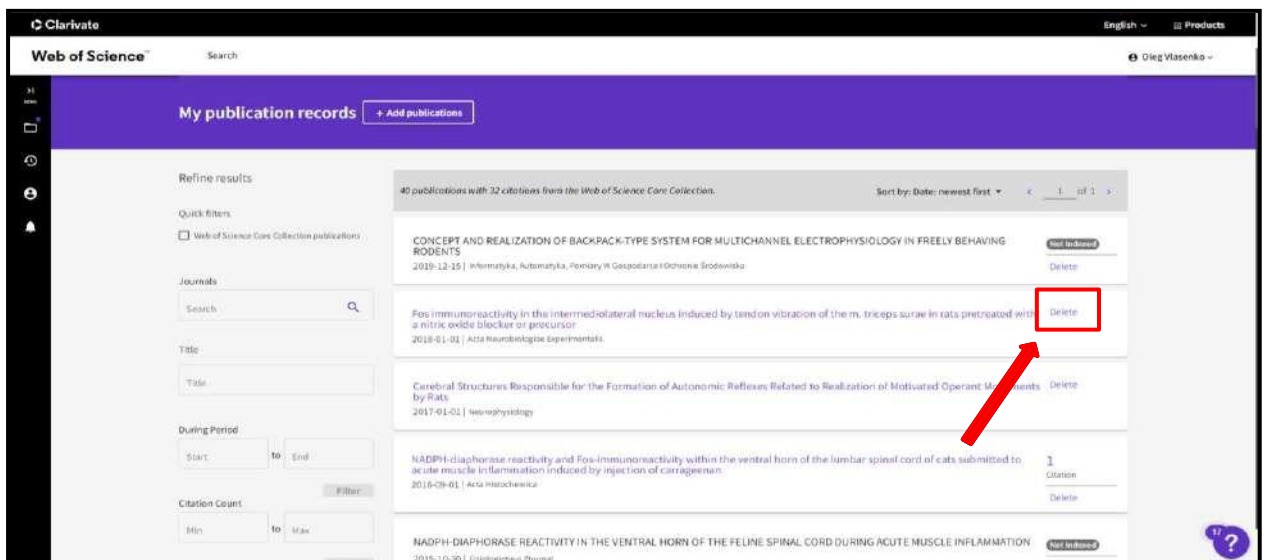 Clarivate
English
Products
Web of Science™
Search
Oleg Vlasenko
MENU
My publication records
+ Add publications
Refine results
40 publications with 32 citations from the Web of Science Core Collection.
Sort by: Date: newest first
1 of 1
Quick filters
Web of Science Core Collection publications
CONCEPT AND REALIZATION OF BACKPACK-TYPE SYSTEM FOR MULTICHANNEL ELECTROPHYSIOLOGY IN FREELY BEHAVING
RODENTS
Not Indexed
2019-12-15 | Informatyka, Automatyka, Pomiary W Gospodarce I Ochronie Środowiska
Delete
Journals
Search
Fos immunoreactivity in the intermediolateral nucleus induced by tendon vibration of the m. triceps surae in rats pretreated with
a nitric oxide blocker or precursor
Delete
2018-01-01 | Acta Neurobiologiae Experimentalis
Title
Title
Cerebral Structures Responsible for the Formation of Autonomic Reflexes Related to Realization of Motivated Operant Movements
by Rats
Delete
2017-01-01 | Neurophysiology
During Period
Start to End
Filter
NADPH-diaphorase reactivity and Fos-immunoreactivity within the ventral horn of the lumbar spinal cord of cats submitted to
acute muscle inflammation induced by injection of carrageenan
1
Citation
2016-09-01 | Acta Histochemica
Delete
Citation Count
Min to Max
NADPH-DIAPHORASE REACTIVITY IN THE VENTRAL HORN OF THE FELINE SPINAL CORD DURING ACUTE MUSCLE INFLAMMATION
Not Indexed
2015-10-30
17
?